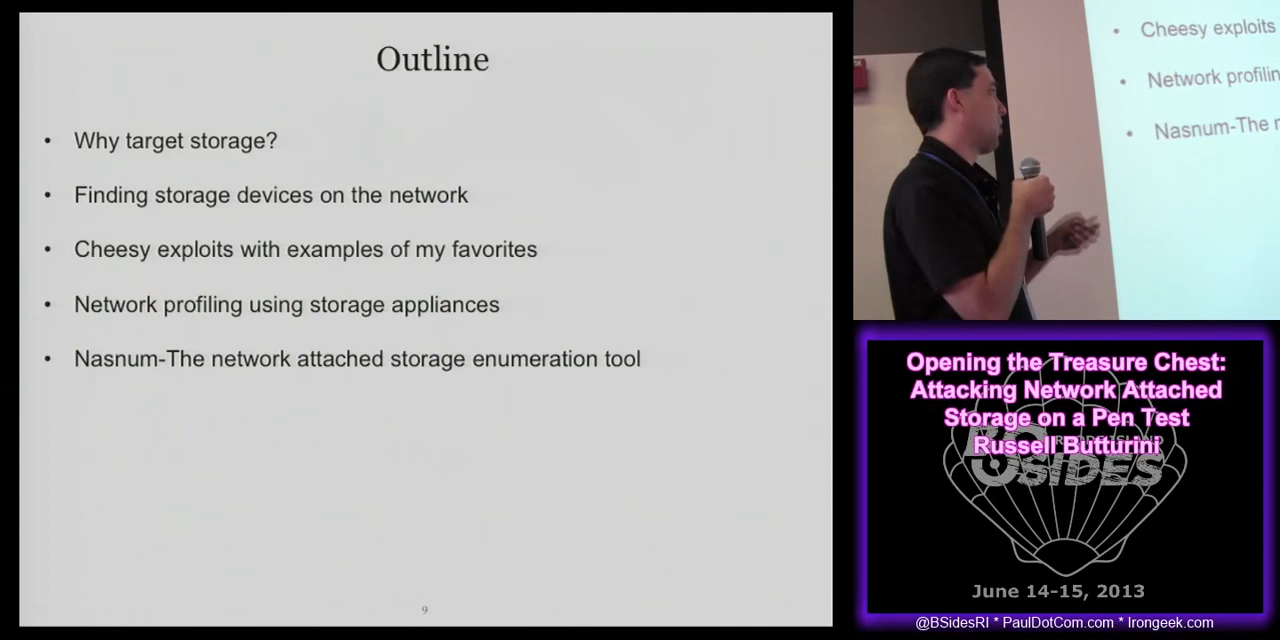 Outline
• Why target storage?
• Finding storage devices on the network
• Cheesy exploits with examples of my favorites
• Network profiling using storage appliances
• Nasnum-The network attached storage enumeration tool
9
• Cheesy exploits
• Network profilin
• Nasnum-The
Opening the Treasure Chest:
Attacking Network Attached
Storage on a Pen Test
Russell Butturini
BSIDES
June 14-15, 2013
@BSidesRI * PaulDotCom.com * Irongeek.com